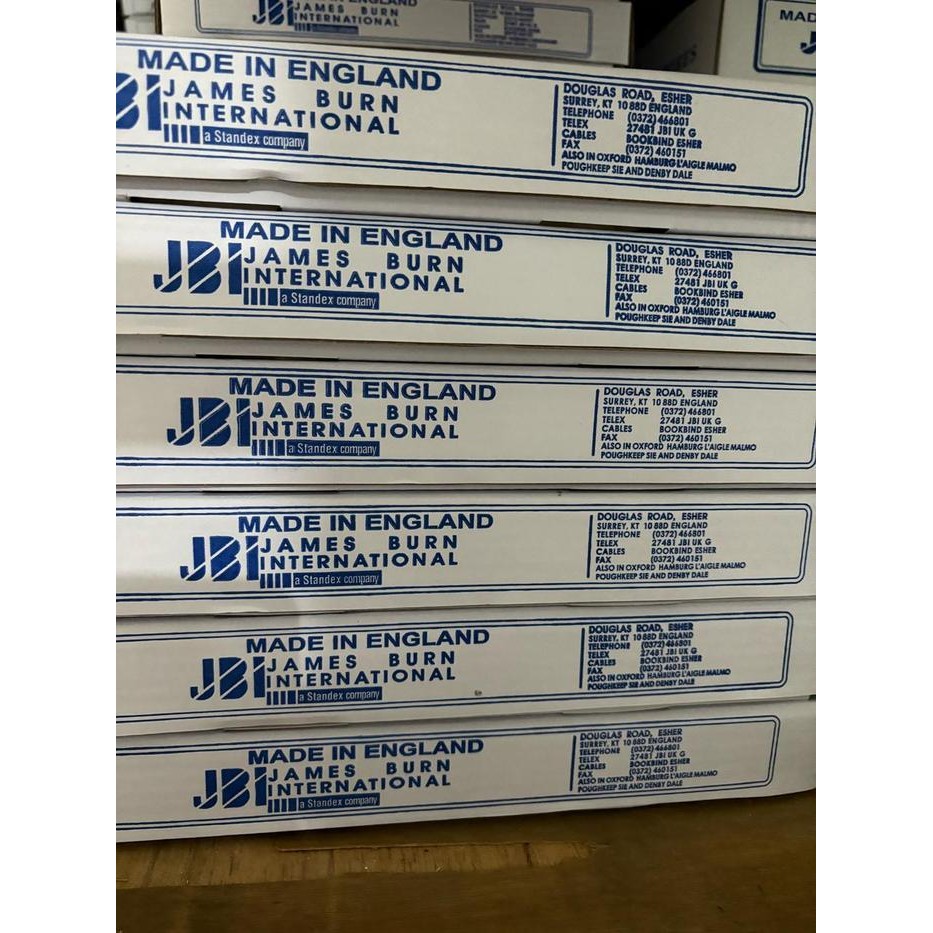 JBI
JAMES BURN
INTERNATIONAL
a Standex company
MAD
MADE IN ENGLAND
JAMES BURN
INTERNATIONAL
a Standex company
DOUGLAS ROAD, ESHER
SURREY, KT 10 88D ENGLAND
TELEPHONE (0372) 466801
TELEX 27481 JBI UK G
CABLES BOOKBIND ESHER
FAX (0372) 460151
ALSO IN OXFORD HAMBURG L'AIGLE MALMO
POUGHKEEP SIE AND DENBY DALE
MADE IN ENGLAND
JBI
JAMES BURN
INTERNATIONAL
a Standex company
DOUGLAS ROAD, ESHER
SURREY, KT 10 88D ENGLAND
TELEPHONE (0372) 466801
TELEX 27481 JBI UK G
CABLES BOOKBIND ESHER
FAX (0372) 460151
ALSO IN OXFORD HAMBURG L'AIGLE MALMO
POUGHKEEP SIE AND DENBY DALE
MADE IN ENGLAND
JBI
JAMES BURN
INTERNATIONAL
a Standex company
DOUGLAS ROAD, ESHER
SURREY, KT 10 88D ENGLAND
TELEPHONE (0372) 466801
TELEX 27481 JBI UK G
CABLES BOOKBIND ESHER
FAX (0372) 460151
ALSO IN OXFORD HAMBURG L'AIGLE MALMO
POUGHKEEP SIE AND DENBY DALE
MADE IN ENGLAND
JBI
JAMES BURN
INTERNATIONAL
a Standex company
DOUGLAS ROAD, ESHER
SURREY, KT 10 88D ENGLAND
TELEPHONE (0372) 466801
TELEX 27481 JBI UK G
CABLES BOOKBIND ESHER
FAX (0372) 460151
ALSO IN OXFORD HAMBURG L'AIGLE MALMO
POUGHKEEP SIE AND DENBY DALE
MADE IN ENGLAND
JBI
JAMES BURN
INTERNATIONAL
a Standex company
DOUGLAS ROAD, ESHER
SURREY, KT 10 88D ENGLAND
TELEPHONE (0372) 466801
TELEX 27481 JBI UK G
CABLES BOOKBIND ESHER
FAX (0372) 460151
ALSO IN OXFORD HAMBURG L'AIGLE MALMO
POUGHKEEP SIE AND DENBY DALE
MADE IN ENGLAND
JBI
JAMES BURN
INTERNATIONAL
a Standex company
DOUGLAS ROAD, ESHER
SURREY, KT 10 88D ENGLAND
TELEPHONE (0372) 466801
TELEX 27481 JBI UK G
CABLES BOOKBIND ESHER
FAX (0372) 460151
ALSO IN OXFORD HAMBURG L'AIGLE MALMO
POUGHKEEP SIE AND DENBY DALE